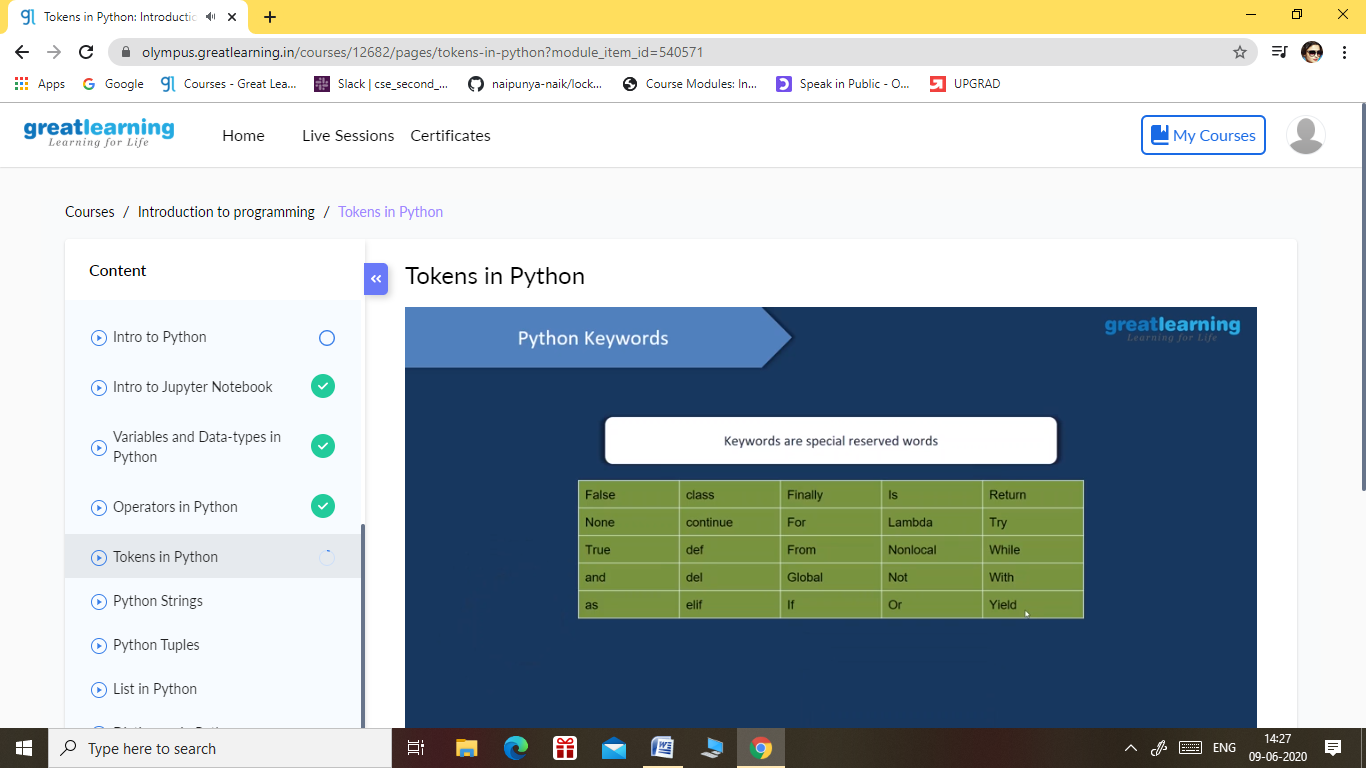 Tokens in Python: Introductic
olympus.greatlearning.in/courses/12682/pages/tokens-in-python?module_item_id=540571
Apps Google Courses - Great Lea... Slack | cse_second_... naipunya-naik/lock... Course Modules: In... Speak in Public - O... UPGRAD
greatlearning
Learning for Life
Home Live Sessions Certificates My Courses
Courses / Introduction to programming / Tokens in Python
Content
Intro to Python
Intro to Jupyter Notebook
Variables and Data-types in
Python
Operators in Python
Tokens in Python
Python Strings
Python Tuples
List in Python
Tokens in Python
Python Keywords
greatlearning
Learning for Life
Keywords are special reserved words
False class Finally Is Return
None continue For Lambda Try
True def From Nonlocal While
and del Global Not With
as elif If Or Yield
Type here to search
ENG
14:27
09-06-2020